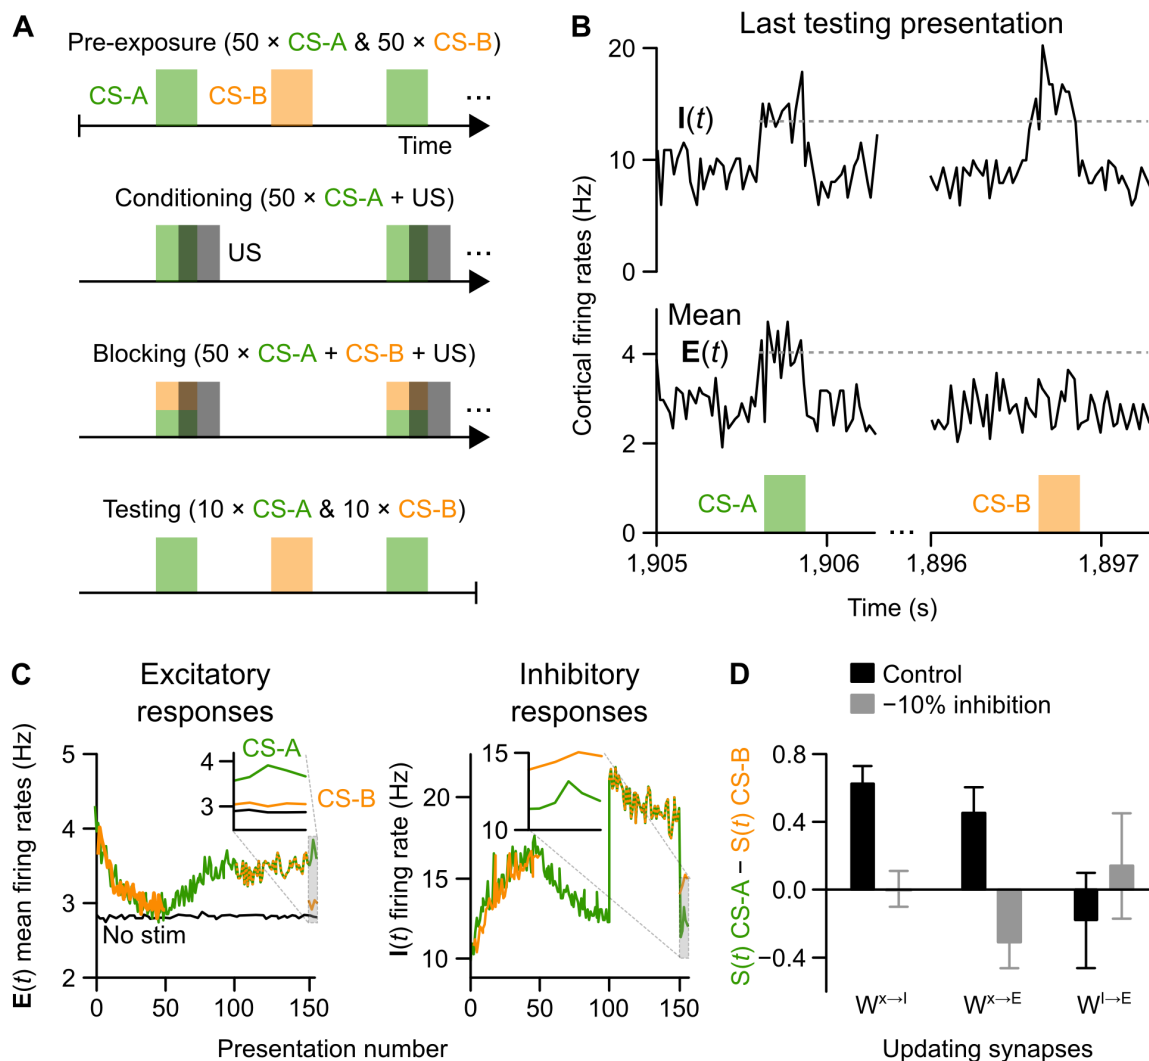 A
Pre-exposure (50 × CS-A & 50 × CS-B)
CS-A
CS-B
...
Time
Conditioning (50 × CS-A + US)
US
...
Blocking (50 × CS-A + CS-B + US)
...
Testing (10 × CS-A & 10 × CS-B)
B
Last testing presentation
Cortical firing rates (Hz)
20
10
0
I(t)
Mean
E(t)
4
2
0
CS-A
CS-B
...
1,905
1,906
1,896
1,897
Time (s)
C
Excitatory
responses
E(t) mean firing rates (Hz)
5
4
3
2
4
3
CS-A
CS-B
No stim
0
50
100
150
Inhibitory
responses
I(t) firing rate (Hz)
20
15
10
15
10
0
50
100
150
Presentation number
D
Control
−10% inhibition
S(t) CS-A − S(t) CS-B
0.8
0.4
0.0
−0.4
W^x→I
W^x→E
W^I→E
Updating synapses